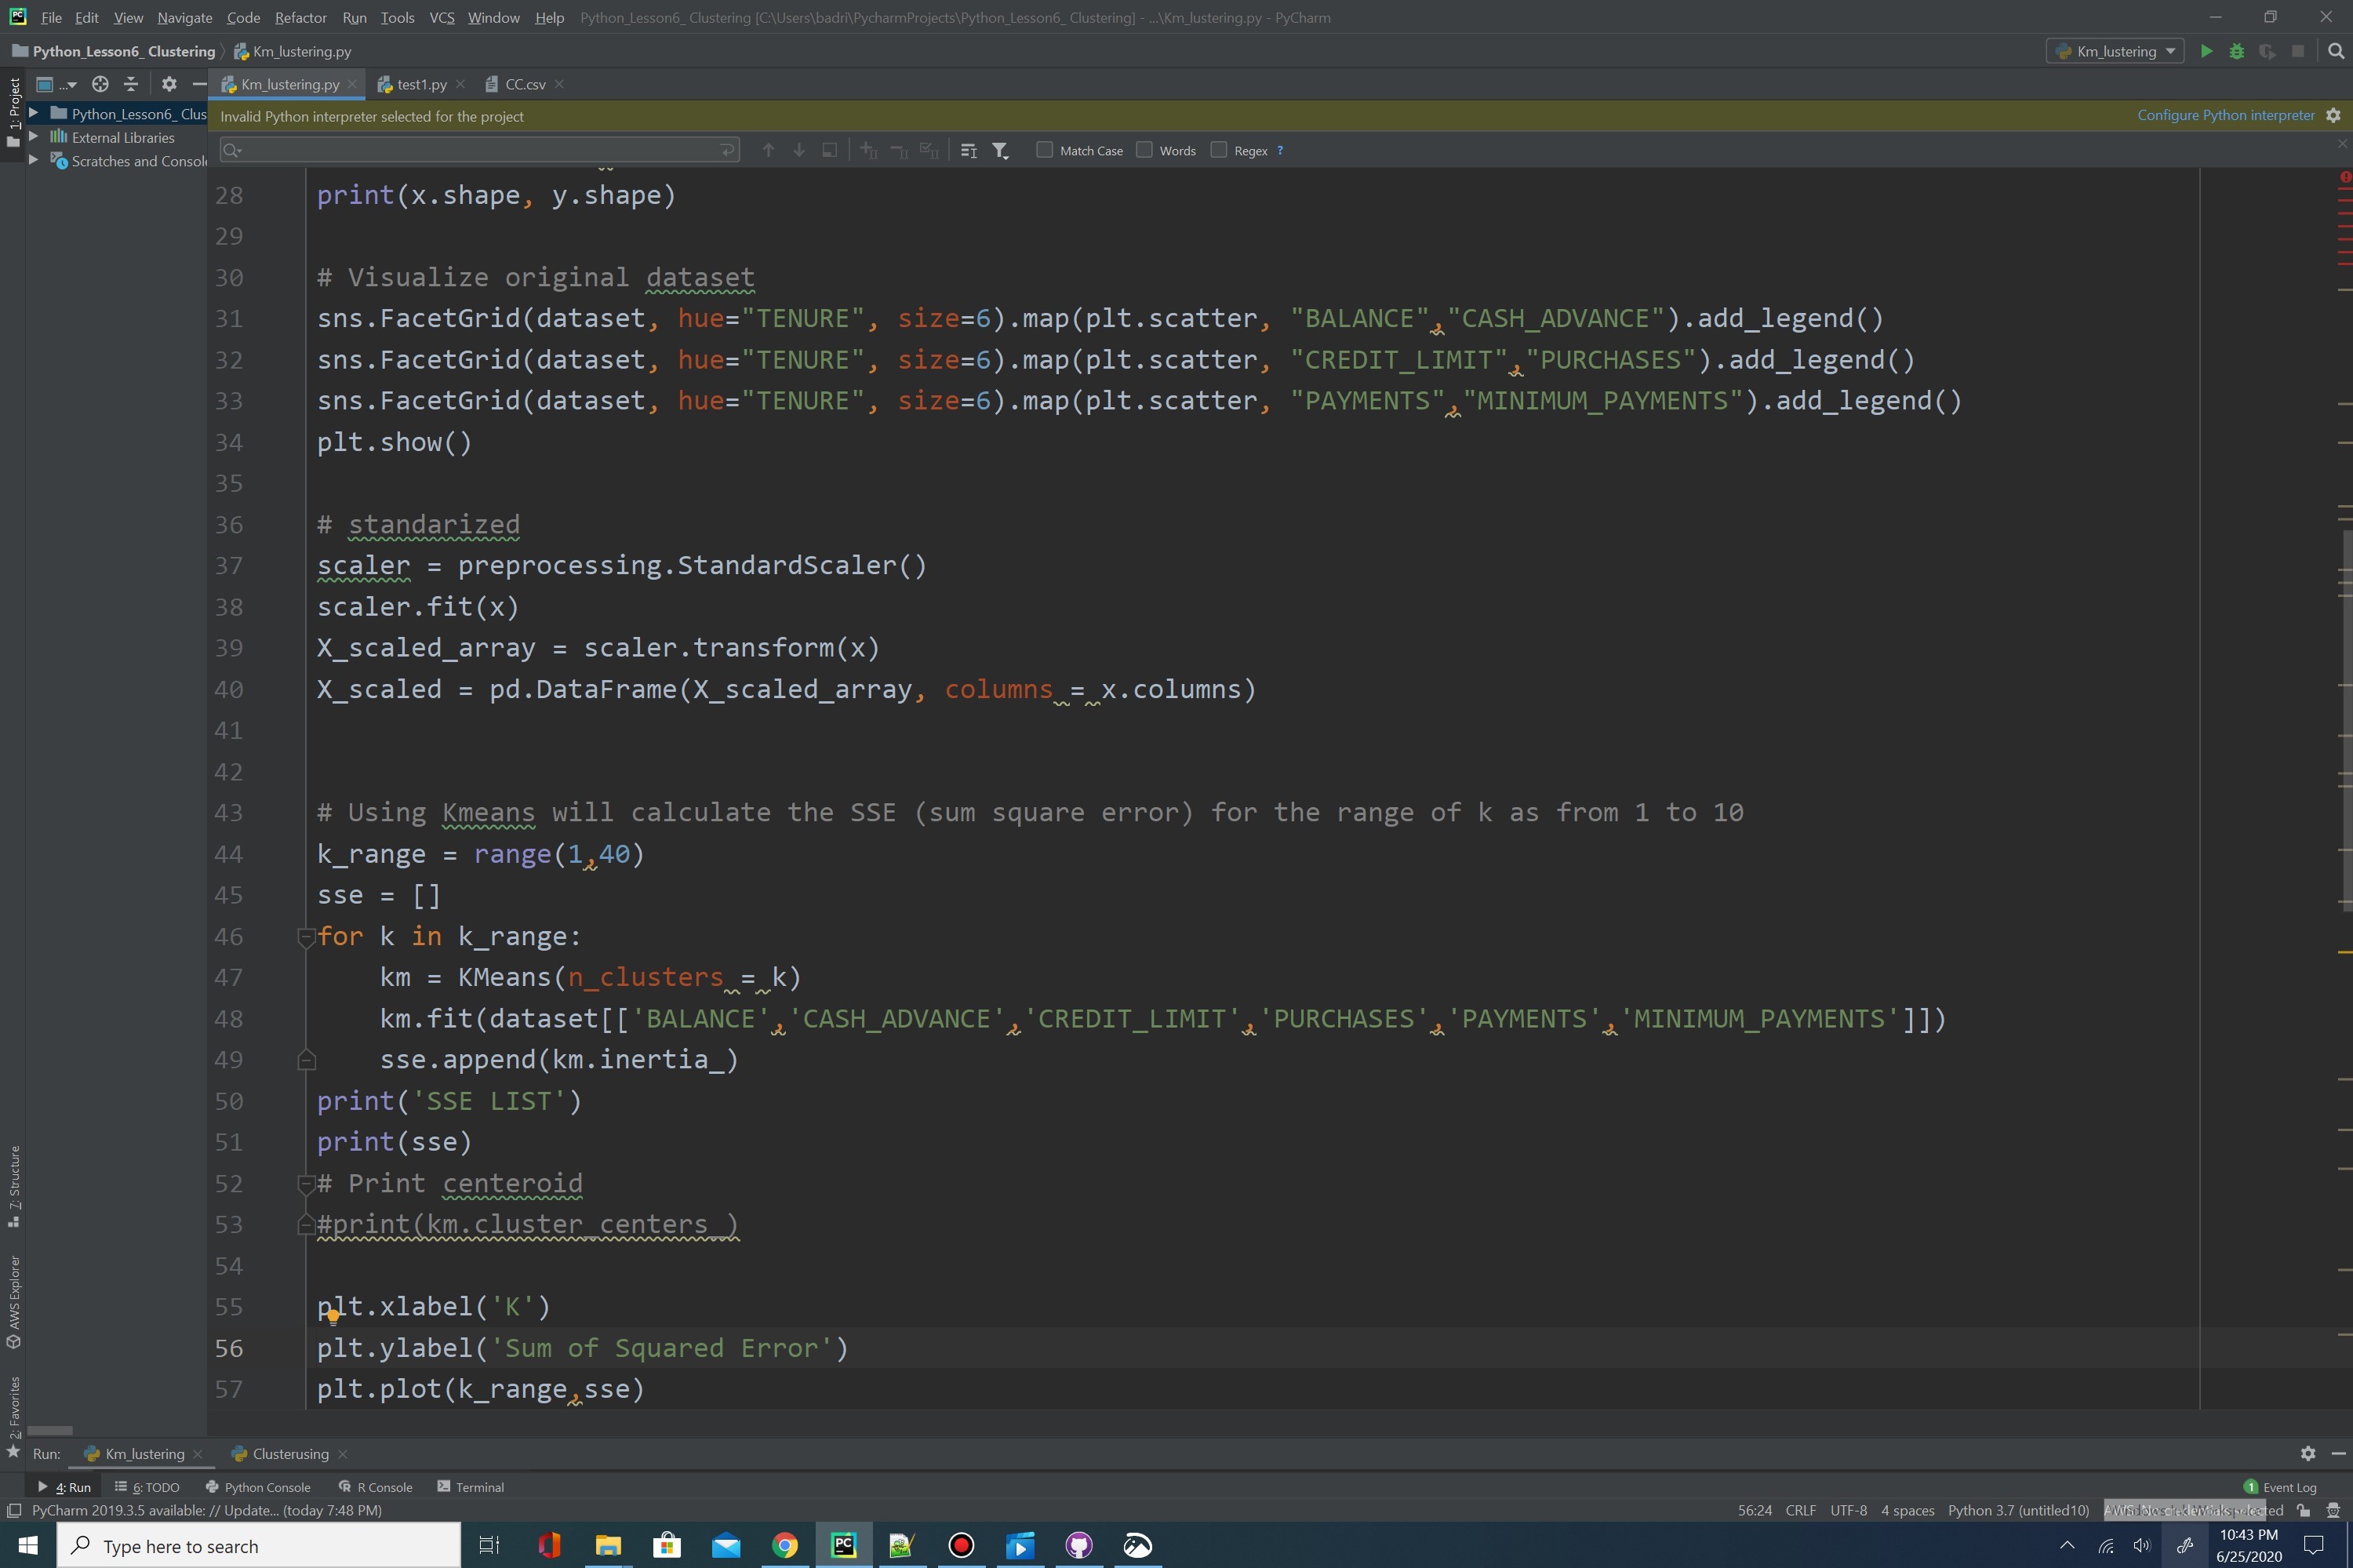 File Edit View Navigate Code Refactor Run Tools VCS Window Help Python_Lesson6_ Clustering [C:\Users\badri\PycharmProjects\Python_Lesson6_ Clustering] - ...\Km_lustering.py - PyCharm
Python_Lesson6_ Clustering Km_lustering.py Km_lustering
... Km_lustering.py test1.py CC.csv
1: Project
Python_Lesson6_ Clus
External Libraries
Scratches and Consol
Invalid Python interpreter selected for the project Configure Python interpreter
Match Case Words Regex ?
28 print(x.shape, y.shape)
29
30 # Visualize original dataset
31 sns.FacetGrid(dataset, hue="TENURE", size=6).map(plt.scatter, "BALANCE","CASH_ADVANCE").add_legend()
32 sns.FacetGrid(dataset, hue="TENURE", size=6).map(plt.scatter, "CREDIT_LIMIT","PURCHASES").add_legend()
33 sns.FacetGrid(dataset, hue="TENURE", size=6).map(plt.scatter, "PAYMENTS","MINIMUM_PAYMENTS").add_legend()
34 plt.show()
35
36 # standarized
37 scaler = preprocessing.StandardScaler()
38 scaler.fit(x)
39 X_scaled_array = scaler.transform(x)
40 X_scaled = pd.DataFrame(X_scaled_array, columns = x.columns)
41
42
43 # Using Kmeans will calculate the SSE (sum square error) for the range of k as from 1 to 10
44 k_range = range(1,40)
45 sse = []
46 for k in k_range:
47 km = KMeans(n_clusters = k)
48 km.fit(dataset[['BALANCE','CASH_ADVANCE','CREDIT_LIMIT','PURCHASES','PAYMENTS','MINIMUM_PAYMENTS']])
49 sse.append(km.inertia_)
50 print('SSE LIST')
51 print(sse)
52 # Print centeroid
53 #print(km.cluster_centers_)
54
55 plt.xlabel('K')
56 plt.ylabel('Sum of Squared Error')
57 plt.plot(k_range,sse)
7: Structure
AWS Explorer
2: Favorites
Run: Km_lustering Clusterusing
4: Run 6: TODO Python Console R Console Terminal 1 Event Log
PyCharm 2019.3.5 available: // Update... (today 7:48 PM) 56:24 CRLF UTF-8 4 spaces Python 3.7 (untitled10)
Type here to search
10:43 PM
6/25/2020